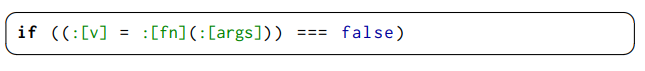 if ((:[v] = :[fn](:[args])) === false)